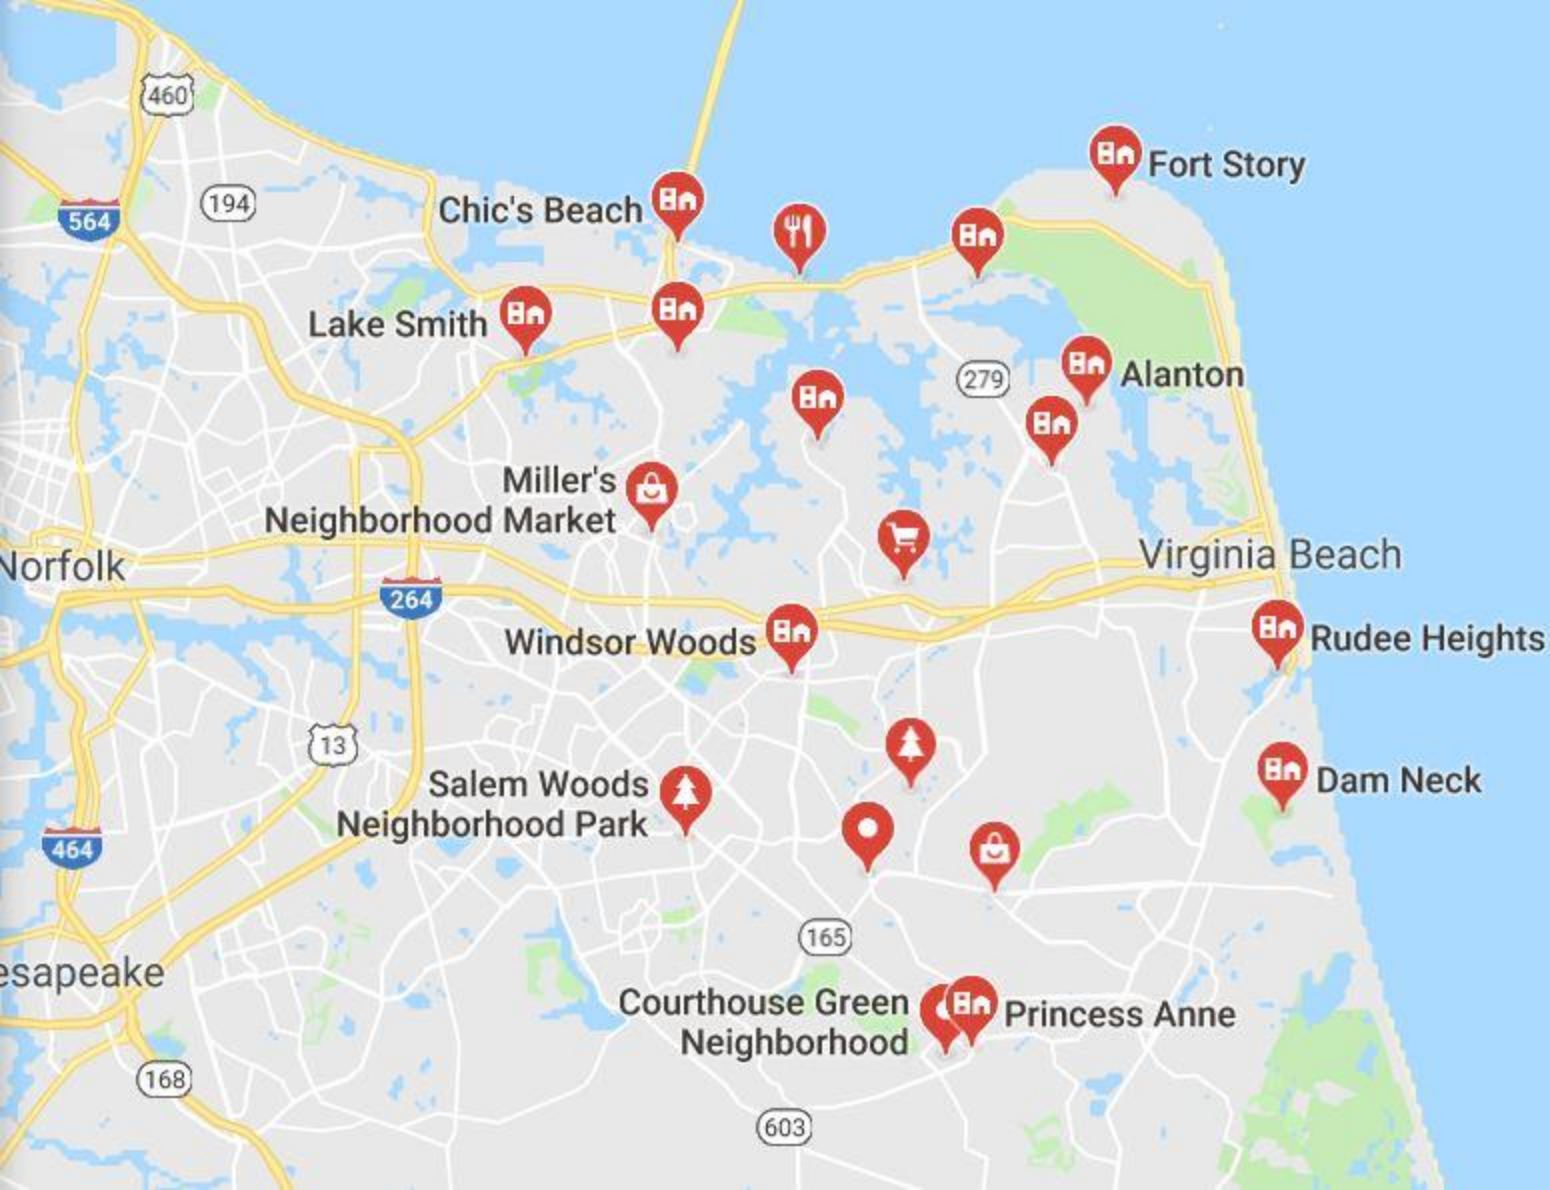 460
Fort Story
194
Chic's Beach
564
Lake Smith
279
Alanton
Miller's
Neighborhood Market
Virginia Beach
Norfolk
264
Windsor Woods
Rudee Heights
13
Salem Woods
Neighborhood Park
Dam Neck
464
165
esapeake
Courthouse Green
Neighborhood
Princess Anne
168
603